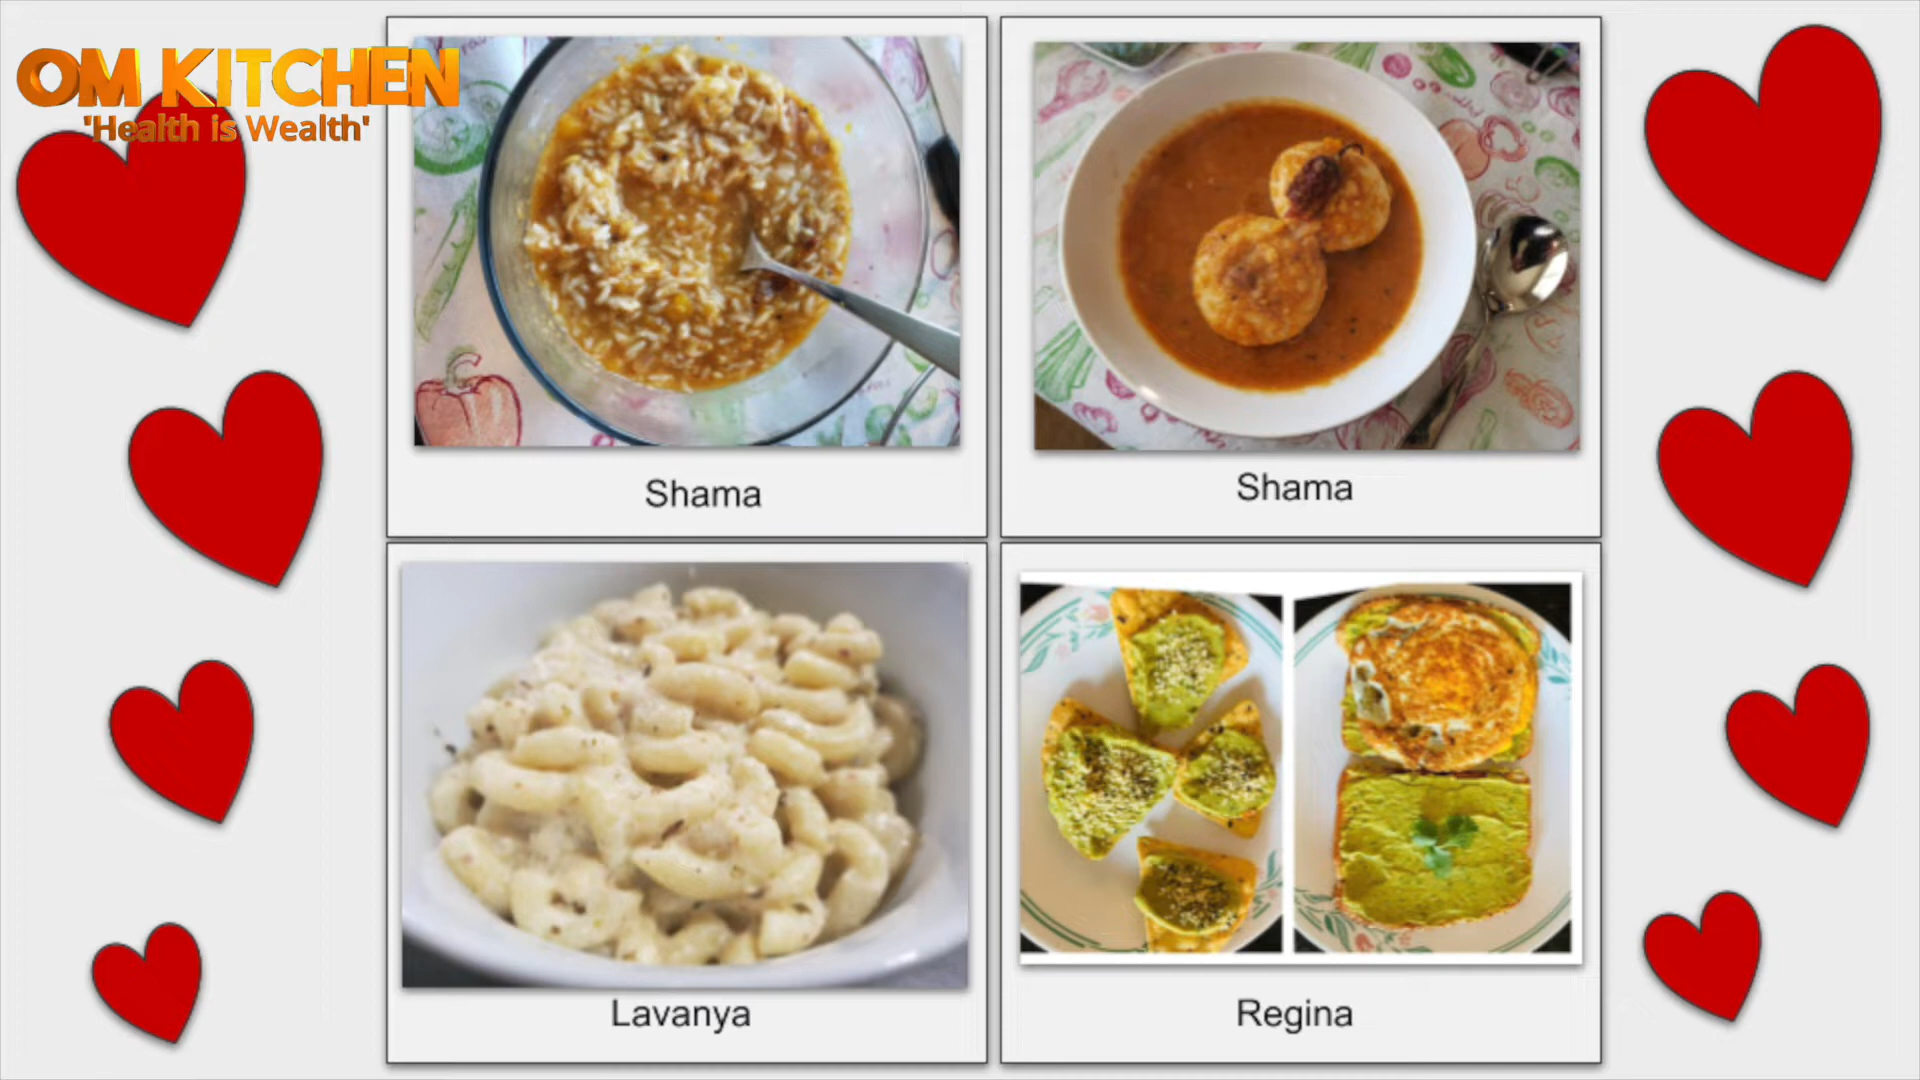 OM KITCHEN
'Health is Wealth'
Shama
Shama
Lavanya
Regina